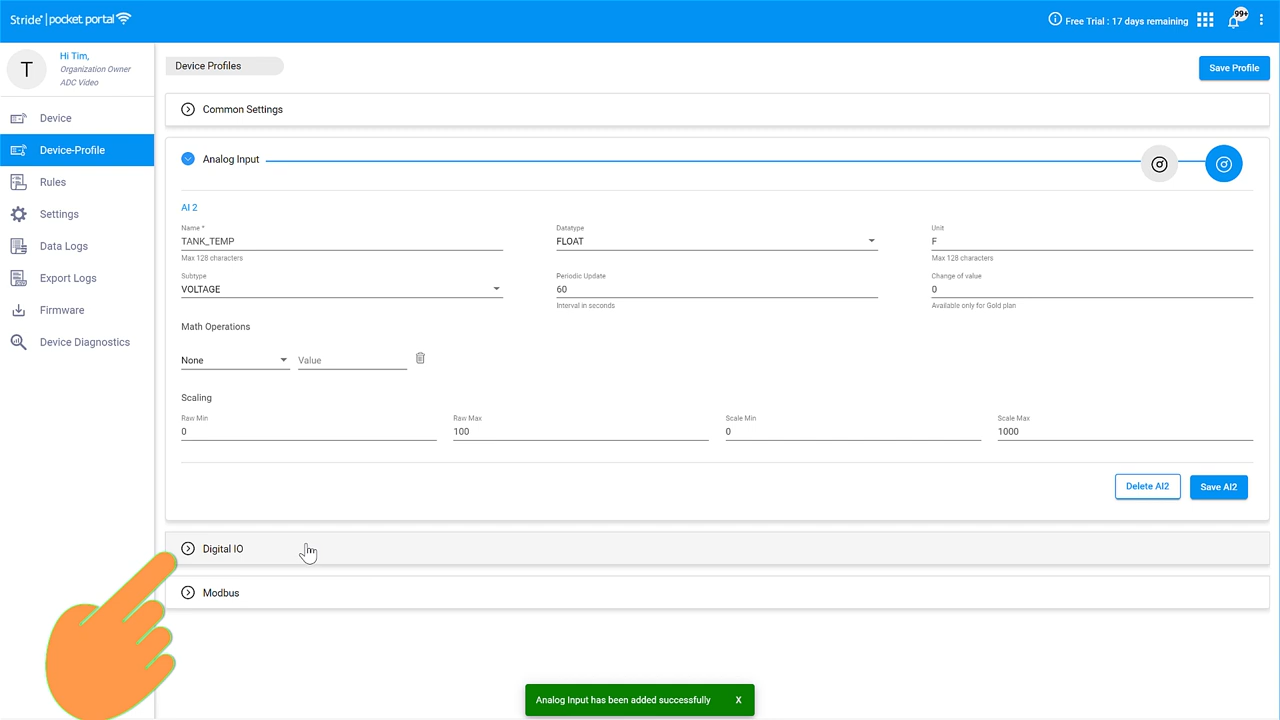 Stride® | pocket portal
Free Trial : 17 days remaining
99+
T
Hi Tim,
Organization Owner
ADC Video
Device
Device-Profile
Rules
Settings
Data Logs
Export Logs
Firmware
Device Diagnostics
Device Profiles
Save Profile
Common Settings
Analog Input
AI 2
Name *
TANK_TEMP
Max 128 characters
Datatype
FLOAT
Unit
F
Max 128 characters
Subtype
VOLTAGE
Periodic Update
60
Interval in seconds
Change of value
0
Available only for Gold plan
Math Operations
None
Value
Scaling
Raw Min
0
Raw Max
100
Scale Min
0
Scale Max
1000
Delete AI2
Save AI2
Digital IO
Modbus
Analog Input has been added successfully X